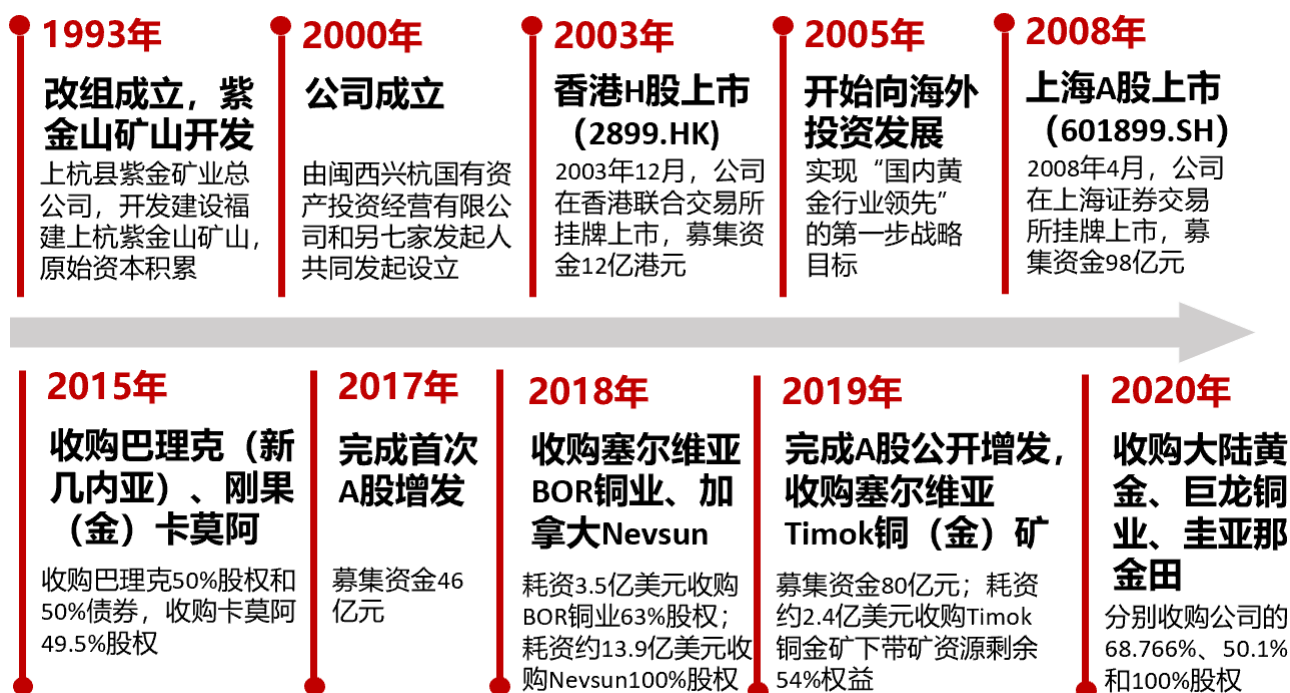 1993年
改组成立，紫
金山矿山开发
上杭县紫金矿业总
公司，开发建设福
建上杭紫金山矿山，
原始资本积累
2000年
公司成立
由闽西兴杭国有资
产投资经营有限公
司和另七家发起人
共同发起设立
2003年
香港H股上市
（2899.HK)
2003年12月，公司
在香港联合交易所
挂牌上市，募集资
金12亿港元
2005年
开始向海外
投资发展
实现“国内黄
金行业领先”
的第一步战略
目标
2008年
上海A股上市
（601899.SH）
2008年4月，公司
在上海证券交易
所挂牌上市，募
集资金98亿元
2015年
收购巴理克（新
几内亚）、刚果
（金）卡莫阿
收购巴理克50%股权和
50%债券，收购卡莫阿
49.5%股权
2017年
完成首次
A股增发
募集资金46
亿元
2018年
收购塞尔维亚
BOR铜业、加
拿大Nevsun
耗资3.5亿美元收购
BOR铜业63%股权；
耗资约13.9亿美元收
购Nevsun100%股权
2019年
完成A股公开增发，
收购塞尔维亚
Timok铜（金）矿
募集资金80亿元；耗资
约2.4亿美元收购Timok
铜金矿下带矿资源剩余
54%权益
2020年
收购大陆黄
金、巨龙铜
业、圭亚那
金田
分别收购公司的
68.766%、50.1%
和100%股权